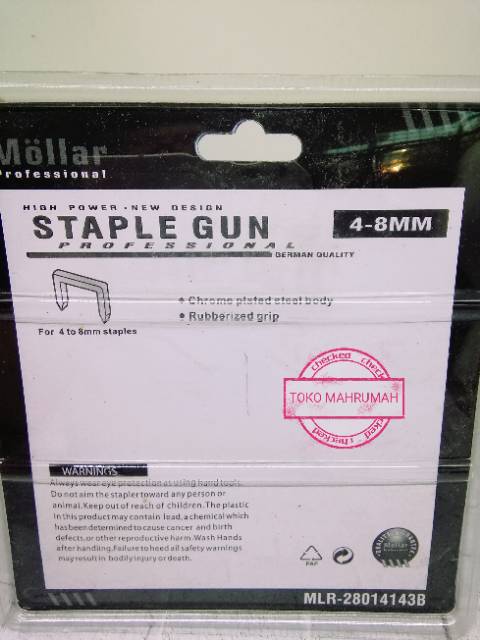 Möllar
Professional
HIGH POWER - NEW DESIGN
STAPLE GUN
4-8MM
PROFESSIONAL
GERMAN QUALITY
Chrome plated steel body
Rubberized grip
For 4 to 8mm staples
checked
TOKO MAHRUMAH
checked
WARNINGS
Always wear eye protection as using hand tools.
Do not aim the stapler toward any person or
animal.Keep out of reach of children.The plastic
in this product may contain lead, a chemical which
has been determined to cause cancer and birth
defects, or other reproductive harm. Wash Hands
after handling.Failure to heed all safety warnings
may result in bodily injury or death.
PAP
Möllar
MLR-28014143B